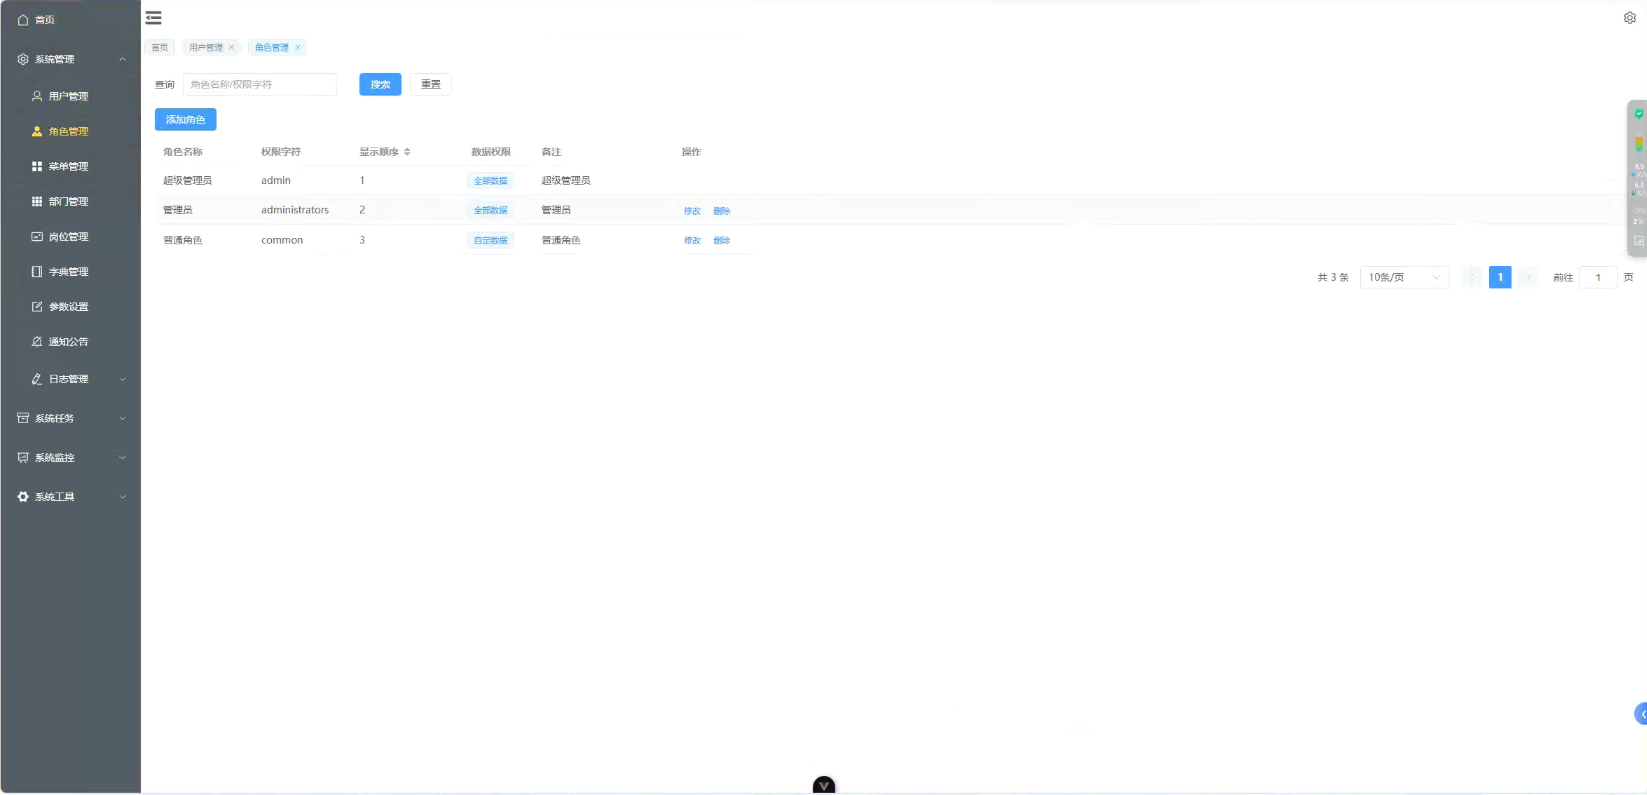 首页
系统管理
用户管理
角色管理
菜单管理
部门管理
岗位管理
字典管理
参数设置
通知公告
日志管理
系统任务
系统监控
系统工具
首页 用户管理 × 角色管理 ×
查询 角色名称/权限字符 搜索 重置
添加角色
角色名称 权限字符 显示顺序 数据权限 备注 操作
超级管理员 admin 1 全部数据 超级管理员
管理员 administrators 2 全部数据 管理员 修改 删除
普通角色 common 3 自定数据 普通角色 修改 删除
共 3 条 10条/页 1 前往 1 页